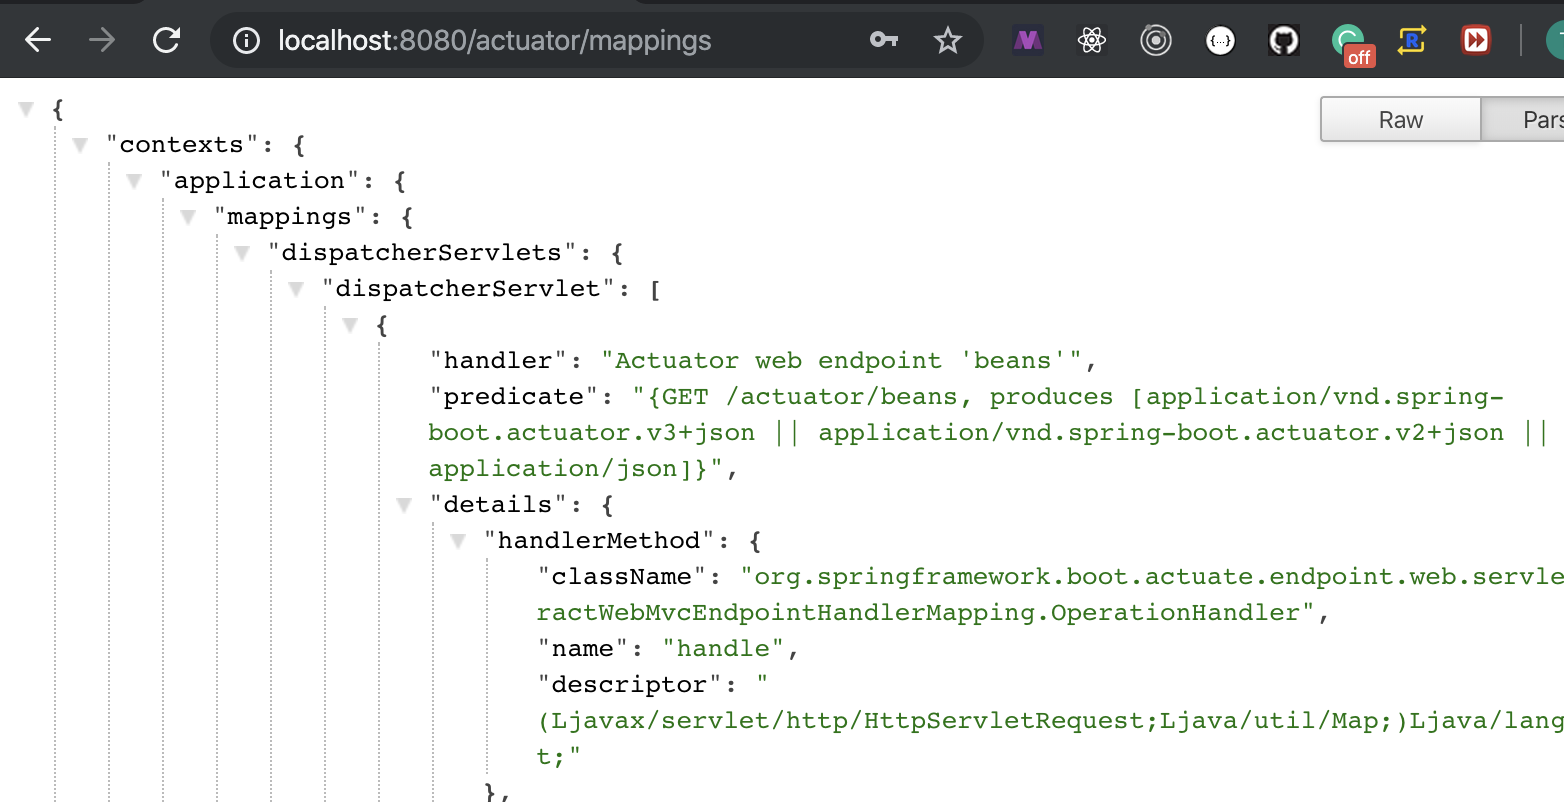 localhost:8080/actuator/mappings
{...}
off
R
Raw
Pars
{
"contexts": {
"application": {
"mappings": {
"dispatcherServlets": {
"dispatcherServlet": [
{
"handler": "Actuator web endpoint 'beans'",
"predicate": "{GET /actuator/beans, produces [application/vnd.spring-
boot.actuator.v3+json || application/vnd.spring-boot.actuator.v2+json ||
application/json]}",
"details": {
"handlerMethod": {
"className": "org.springframework.boot.actuate.endpoint.web.servle
ractWebMvcEndpointHandlerMapping.OperationHandler",
"name": "handle",
"descriptor": "
(Ljavax/servlet/http/HttpServletRequest;Ljava/util/Map;)Ljava/lang
t;"
},